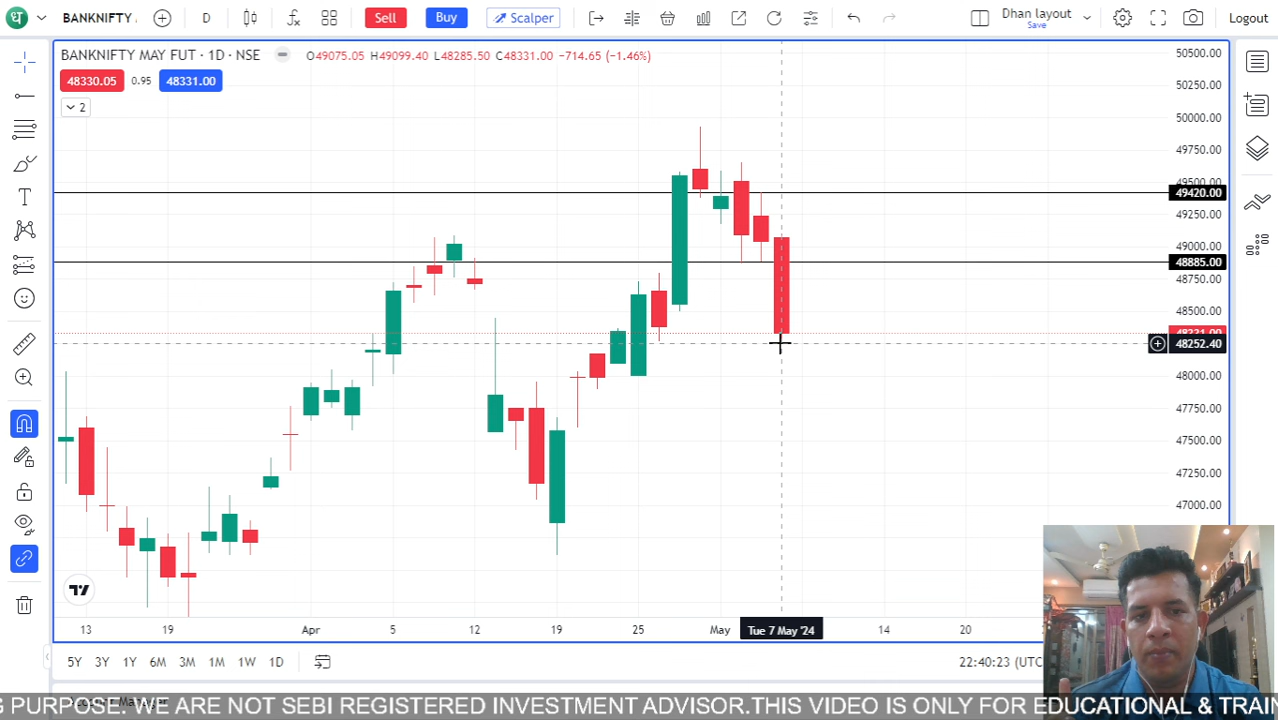 ध
BANKNIFTY
D
Sell
Buy
Scalper
Dhan layout
Save
Logout
BANKNIFTY MAY FUT · 1D · NSE
O49075.05 H49099.40 L48285.50 C48331.00 −714.65 (−1.46%)
48330.05 0.95 48331.00
2
50500.00
50250.00
50000.00
49750.00
49500.00
49420.00
49250.00
49000.00
48885.00
48750.00
48500.00
48331.00
48252.40
48000.00
47750.00
47500.00
47250.00
47000.00
13 19 Apr 5 12 19 25 May Tue 7 May '24 14 20
5Y 3Y 1Y 6M 3M 1M 1W 1D
22:40:23 (UTC
Account Manager
G PURPOSE. WE ARE NOT SEBI REGISTERED INVESTMENT ADVISOR.THIS VIDEO IS ONLY FOR EDUCATIONAL & TRAIN